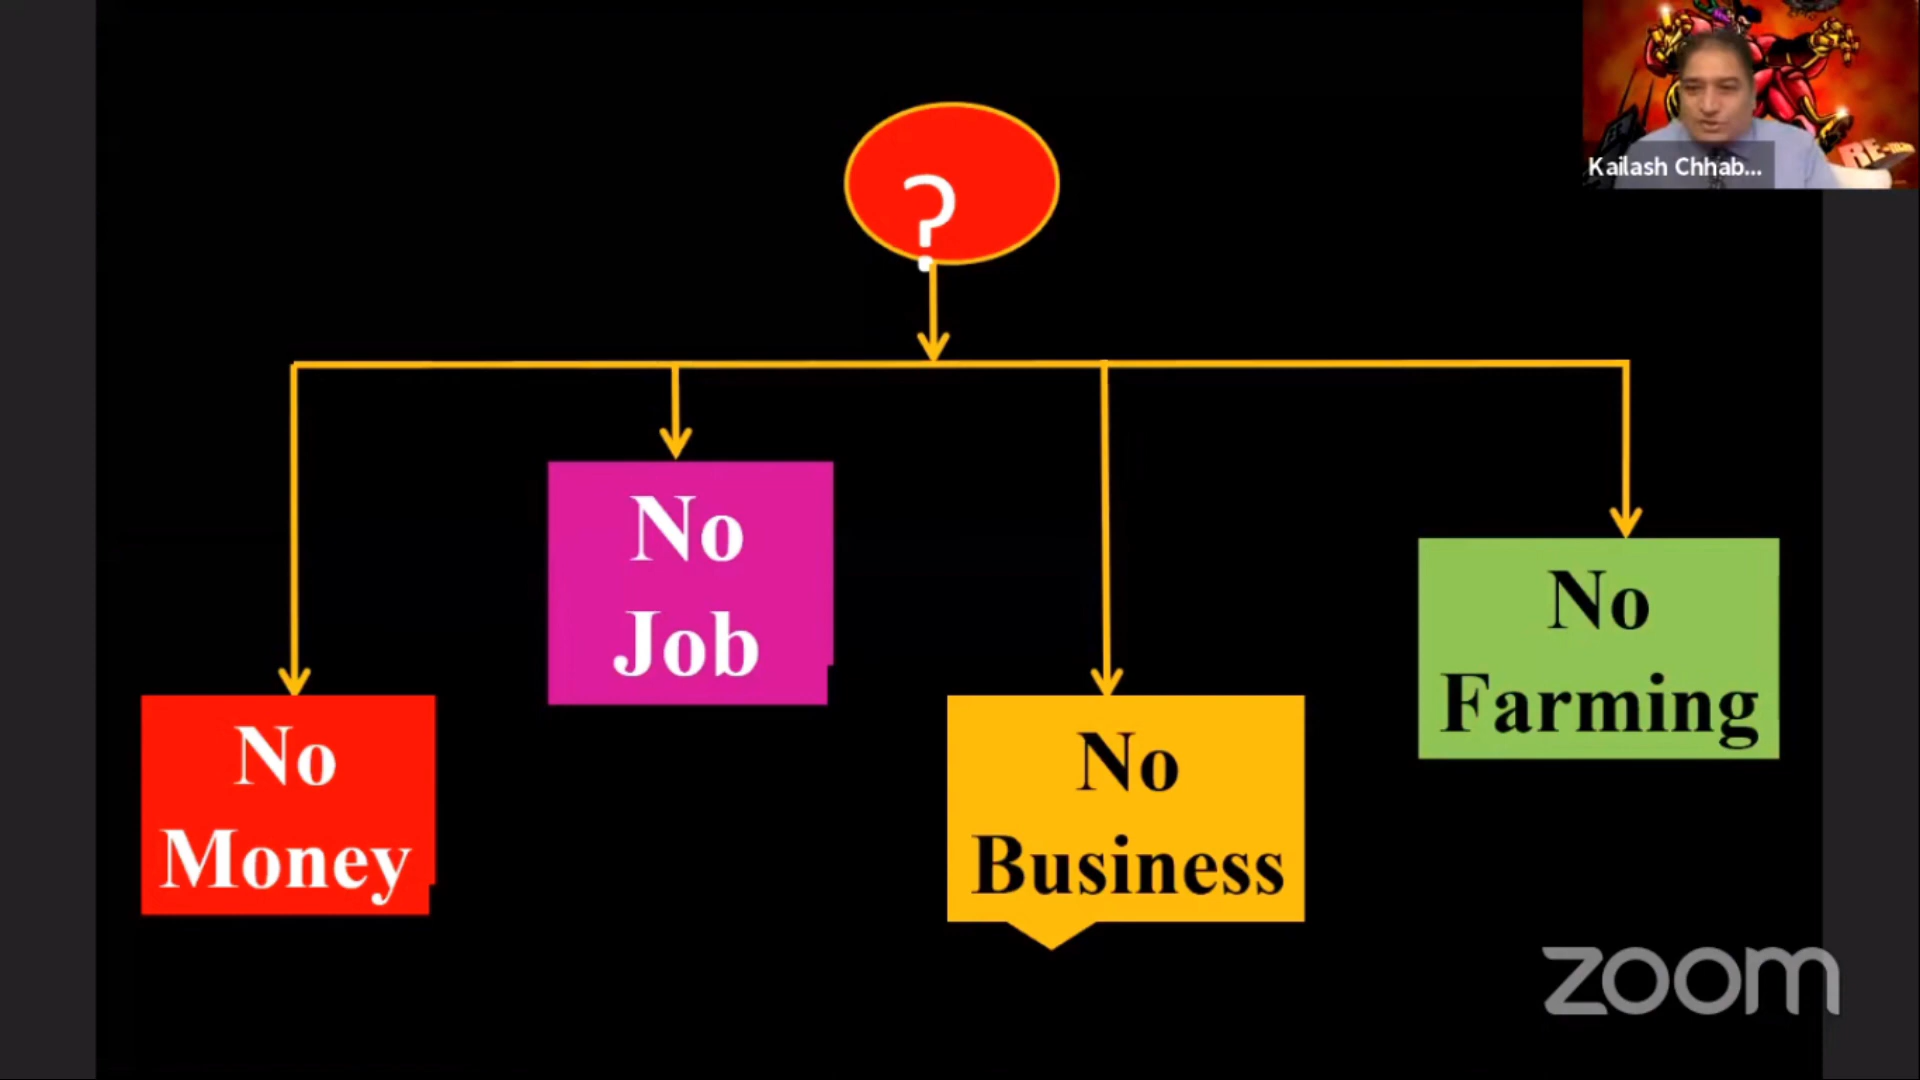 Kailash Chhab...
?
No
Job
No
Farming
No
Money
No
Business
zoom